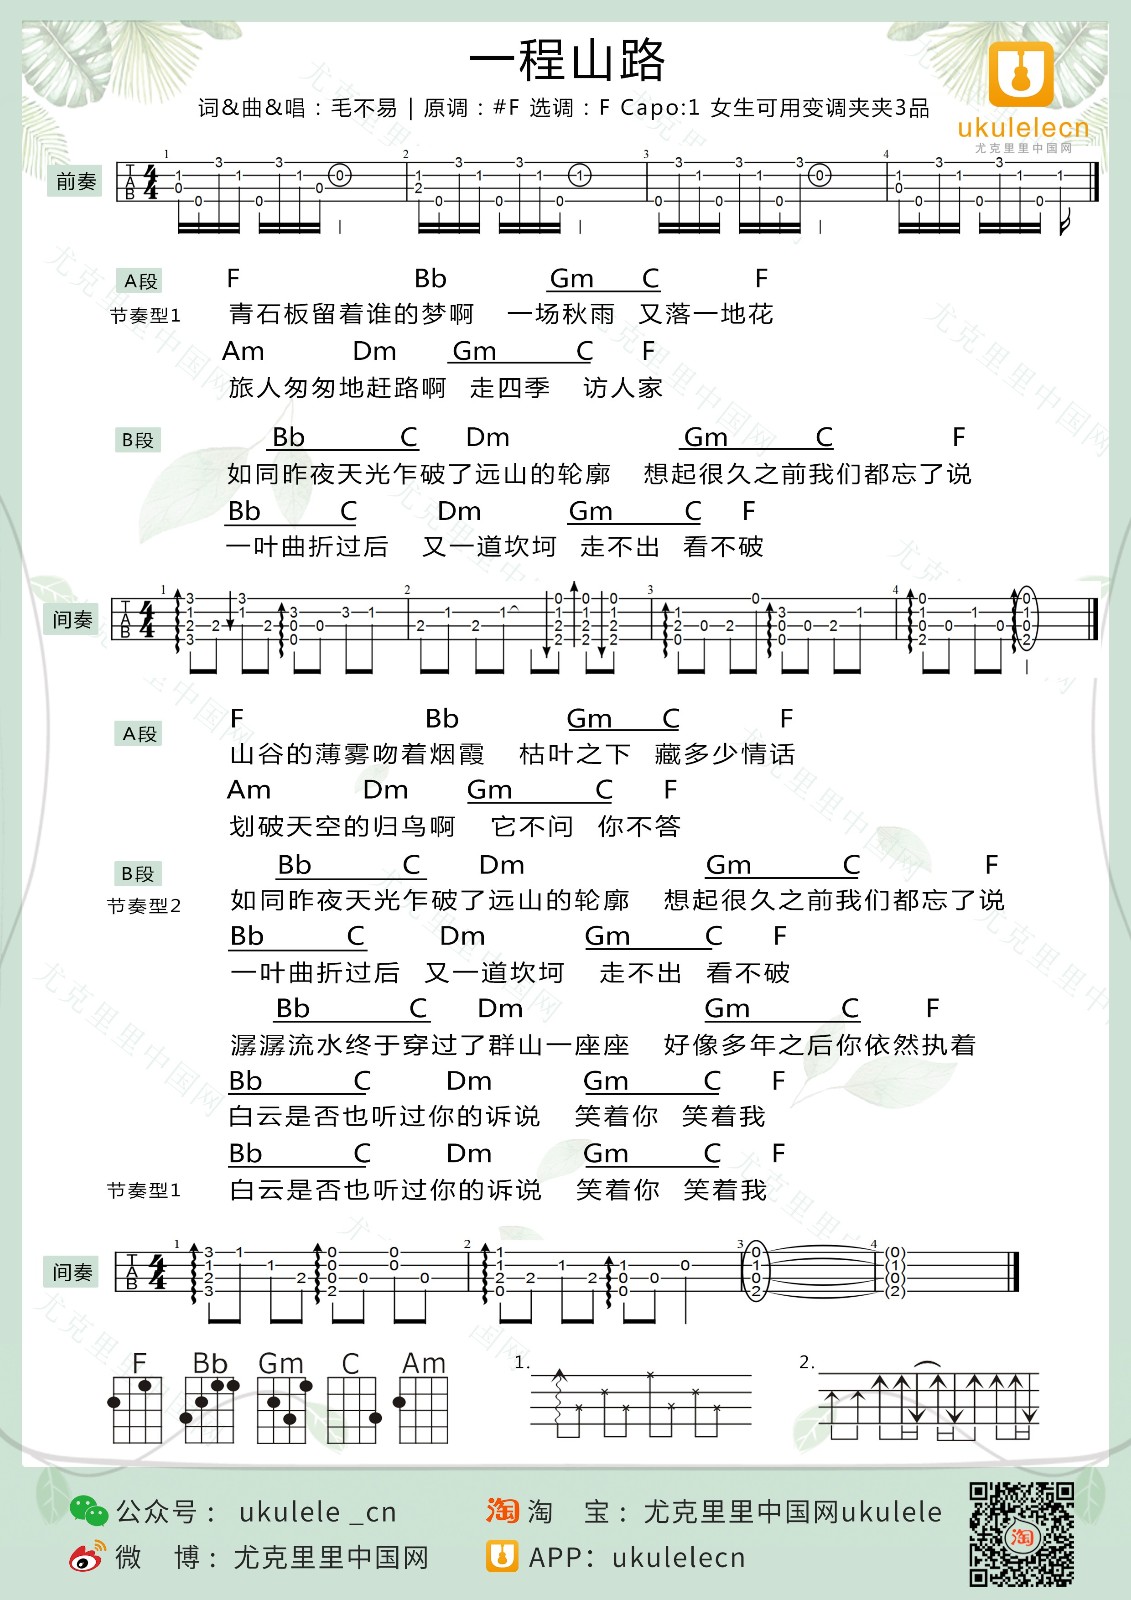 一程山路
词&曲&唱：毛不易 | 原调：#F 选调：F Capo:1 女生可用变调夹夹3品
ukulelecn
尤克里里中国网
前奏
A段
F Bb Gm C F
节奏型1
青石板留着谁的梦啊 一场秋雨 又落一地花
Am Dm Gm C F
旅人匆匆地赶路啊 走四季 访人家
B段
Bb C Dm Gm C F
如同昨夜天光乍破了远山的轮廓 想起很久之前我们都忘了说
Bb C Dm Gm C F
一叶曲折过后 又一道坎坷 走不出 看不破
间奏
A段
F Bb Gm C F
山谷的薄雾吻着烟霞 枯叶之下 藏多少情话
Am Dm Gm C F
划破天空的归鸟啊 它不问 你不答
B段
Bb C Dm Gm C F
节奏型2
如同昨夜天光乍破了远山的轮廓 想起很久之前我们都忘了说
Bb C Dm Gm C F
一叶曲折过后 又一道坎坷 走不出 看不破
Bb C Dm Gm C F
潺潺流水终于穿过了群山一座座 好像多年之后你依然执着
Bb C Dm Gm C F
白云是否也听过你的诉说 笑着你 笑着我
Bb C Dm Gm C F
节奏型1
白云是否也听过你的诉说 笑着你 笑着我
间奏
F Bb Gm C Am
1. 2.
公众号： ukulele _cn
淘 宝：尤克里里中国网ukulele
微 博：尤克里里中国网
APP：ukulelecn